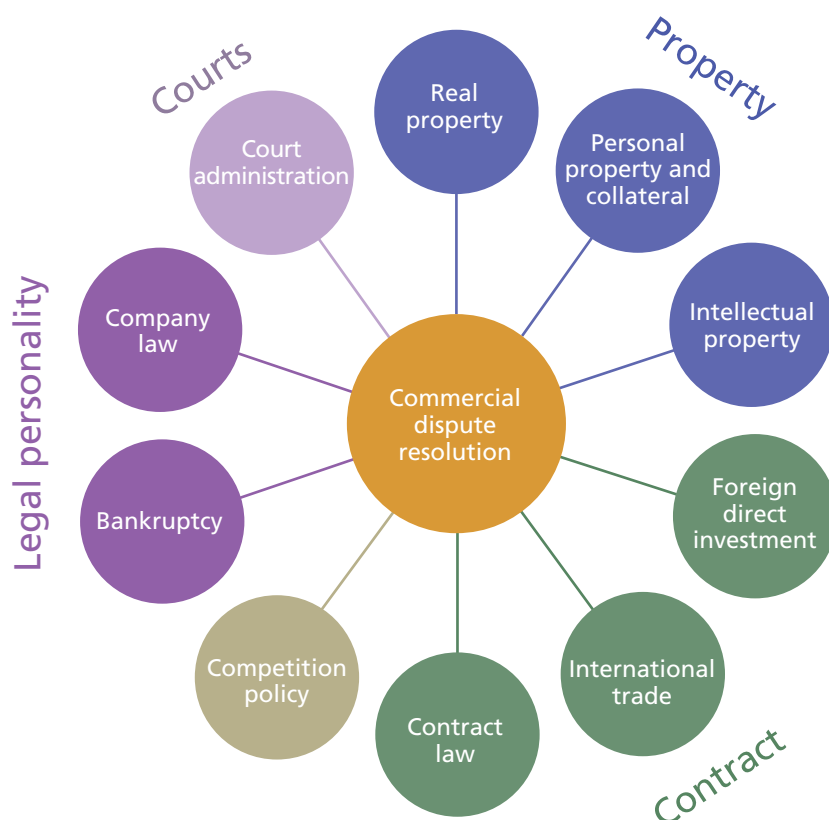 Courts
Property
Real
property
Court
administration
Personal
property and
collateral
Legal personality
Company
law
Intellectual
property
Commercial
dispute
resolution
Bankruptcy
Foreign
direct
investment
Competition
policy
Contract
law
International
trade
Contract